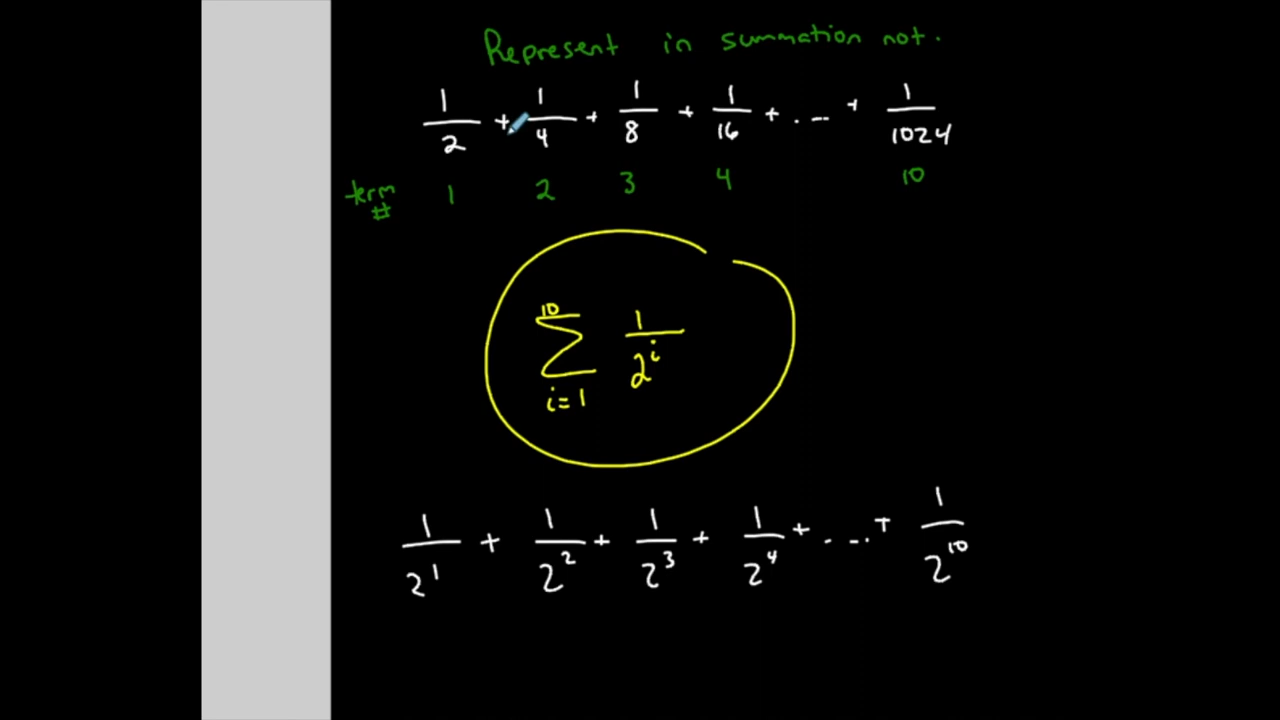 Represent in summation not.
1/2 + 1/4 + 1/8 + 1/16 + . -- + 1/1024
term # 1 2 3 4 10
10
∑ 1/2^i
i=1
1/2^1 + 1/2^2 + 1/2^3 + 1/2^4 + . -- . + 1/2^10